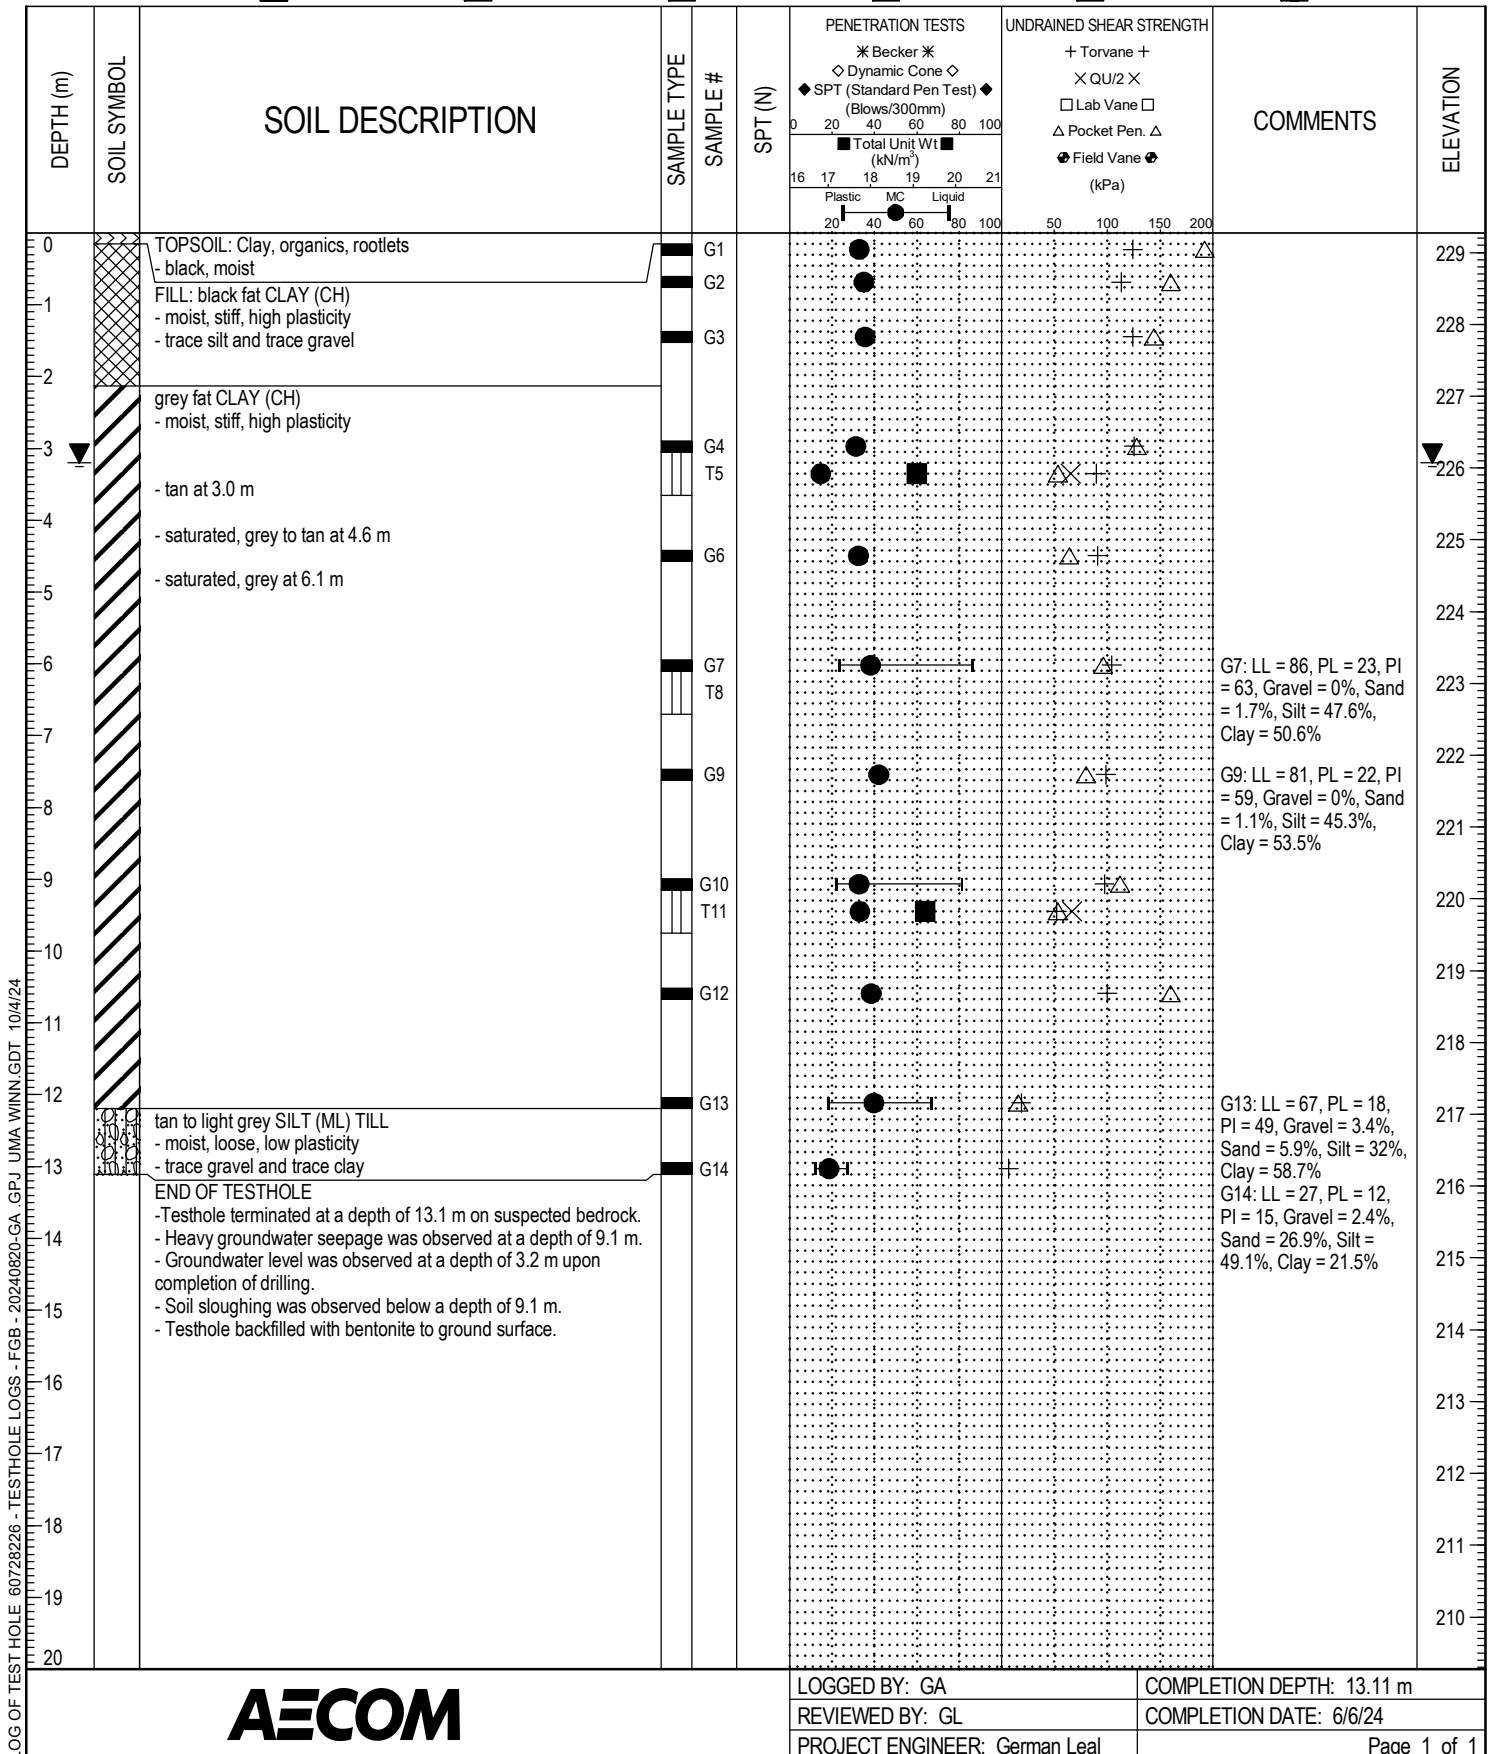 DEPTH (m)
SOIL SYMBOL
SOIL DESCRIPTION
SAMPLE TYPE
SAMPLE #
SPT (N)
PENETRATION TESTS
✳ Becker ✳
◇ Dynamic Cone ◇
◆ SPT (Standard Pen Test) ◆
(Blows/300mm)
0 20 40 60 80 100
■ Total Unit Wt ■
(kN/m³)
16 17 18 19 20 21
Plastic MC Liquid
20 40 60 80 100
UNDRAINED SHEAR STRENGTH
+ Torvane +
× QU/2 ×
□ Lab Vane □
△ Pocket Pen. △
Field Vane
(kPa)
50 100 150 200
COMMENTS
ELEVATION
0
1
2
3
4
5
6
7
8
9
10
11
12
13
14
15
16
17
18
19
20
TOPSOIL: Clay, organics, rootlets
- black, moist
FILL: black fat CLAY (CH)
- moist, stiff, high plasticity
- trace silt and trace gravel
grey fat CLAY (CH)
- moist, stiff, high plasticity
- tan at 3.0 m
- saturated, grey to tan at 4.6 m
- saturated, grey at 6.1 m
tan to light grey SILT (ML) TILL
- moist, loose, low plasticity
- trace gravel and trace clay
END OF TESTHOLE
-Testhole terminated at a depth of 13.1 m on suspected bedrock.
- Heavy groundwater seepage was observed at a depth of 9.1 m.
- Groundwater level was observed at a depth of 3.2 m upon
completion of drilling.
- Soil sloughing was observed below a depth of 9.1 m.
- Testhole backfilled with bentonite to ground surface.
G1
G2
G3
G4
T5
G6
G7
T8
G9
G10
T11
G12
G13
G14
G7: LL = 86, PL = 23, PI
= 63, Gravel = 0%, Sand
= 1.7%, Silt = 47.6%,
Clay = 50.6%
G9: LL = 81, PL = 22, PI
= 59, Gravel = 0%, Sand
= 1.1%, Silt = 45.3%,
Clay = 53.5%
G13: LL = 67, PL = 18,
PI = 49, Gravel = 3.4%,
Sand = 5.9%, Silt = 32%,
Clay = 58.7%
G14: LL = 27, PL = 12,
PI = 15, Gravel = 2.4%,
Sand = 26.9%, Silt =
49.1%, Clay = 21.5%
229
228
227
226
225
224
223
222
221
220
219
218
217
216
215
214
213
212
211
210
LOG OF TEST HOLE 60728226 - TESTHOLE LOGS - FGB - 20240820-GA .GPJ UMA WINN.GDT 10/4/24
AECOM
LOGGED BY: GA
COMPLETION DEPTH: 13.11 m
REVIEWED BY: GL
COMPLETION DATE: 6/6/24
PROJECT ENGINEER: German Leal
Page 1 of 1